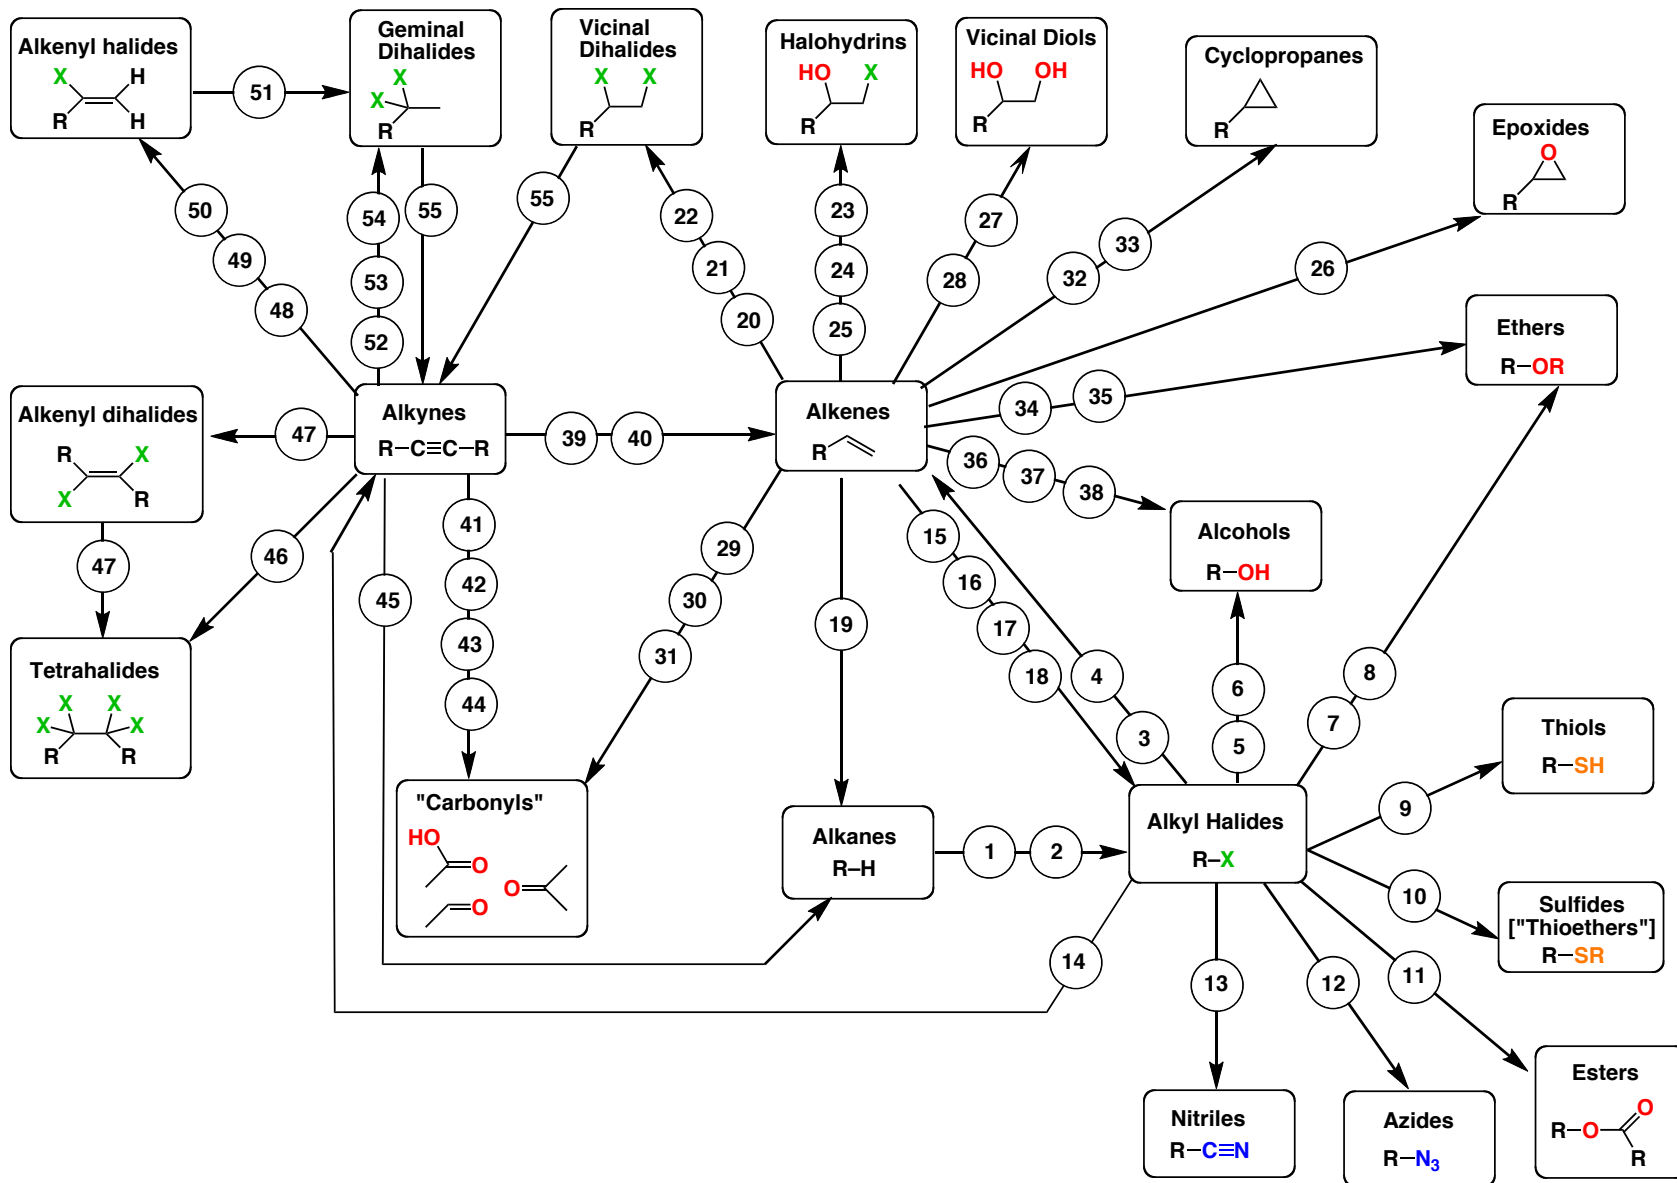 Alkenyl halides
X
H
H
R
51
Geminal
Dihalides
X
X
R
Vicinal
Dihalides
X X
R
Halohydrins
HO X
R
Vicinal Diols
HO OH
R
Cyclopropanes
R
Epoxides
O
R
50
49
48
54
53
52
55
55
22
21
20
23
24
25
27
28
32
33
26
Ethers
R–OR
34
35
Alkenyl dihalides
R X
X R
47
Alkynes
R–C≡C–R
39
40
Alkenes
R
36
37
38
Alcohols
R–OH
47
46
45
41
42
43
44
29
30
31
19
15
16
17
18
4
3
6
5
8
7
Tetrahalides
X X
X X
R R
"Carbonyls"
HO
O
O
O
Alkanes
R–H
1
2
Alkyl Halides
R–X
9
Thiols
R–SH
10
Sulfides
["Thioethers"]
R–SR
14
13
12
11
Nitriles
R–C≡N
Azides
R–N3
Esters
O
R–O
R